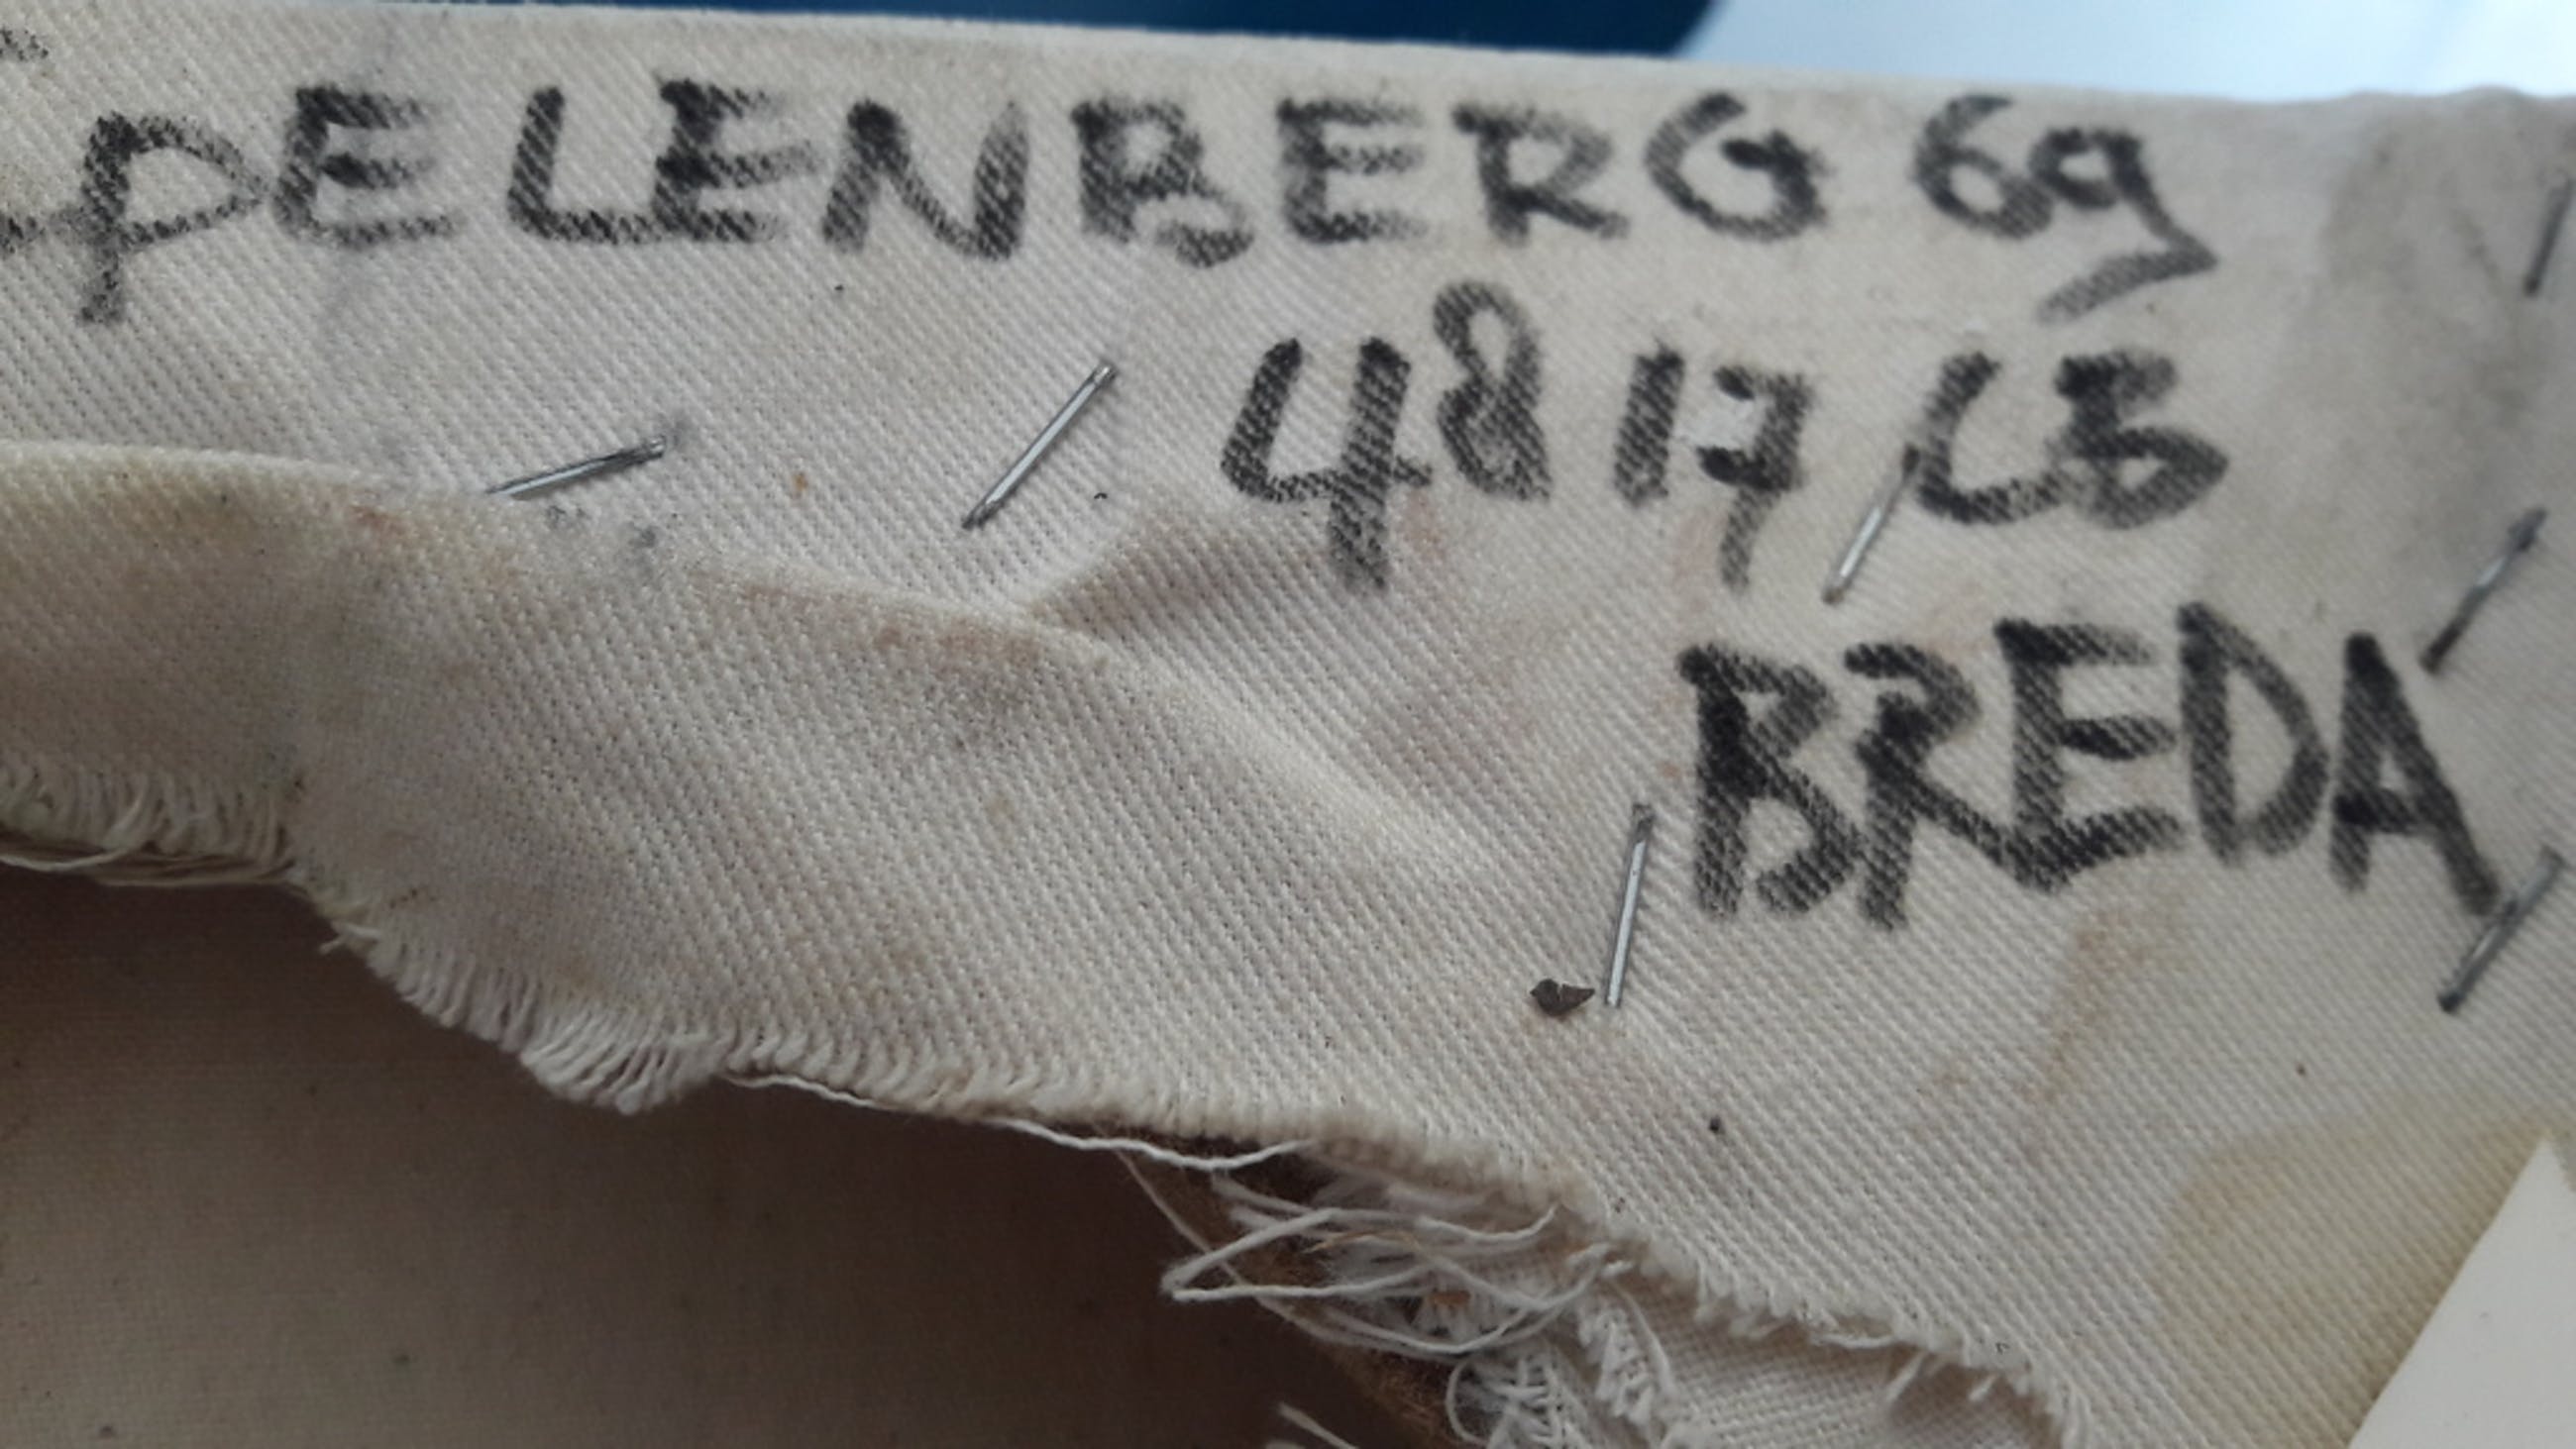 PELENBERG 69
4817 LB
BREDA